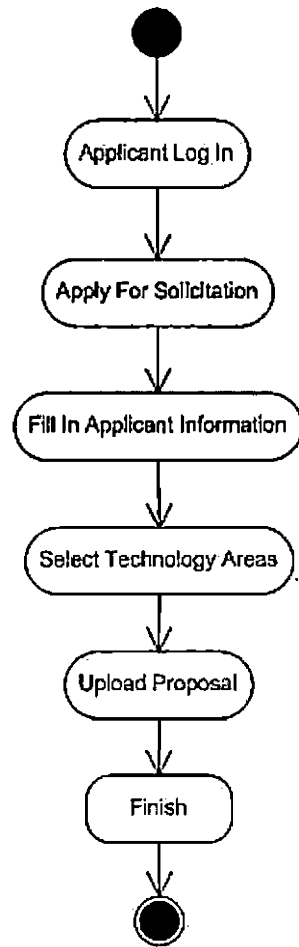 Applicant Log In
Apply For Solicitation
Fill In Applicant Information
Select Technology Areas
Upload Proposal
Finish